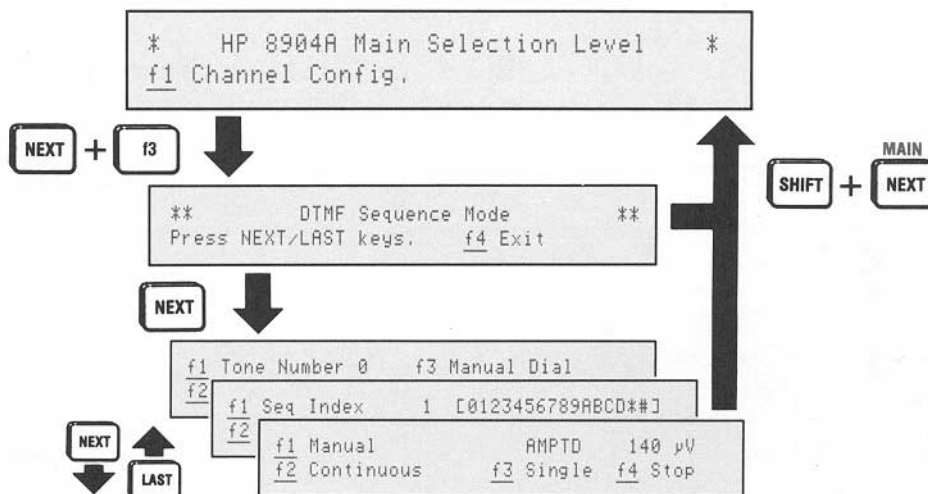 * HP 8904A Main Selection Level *
f1 Channel Config.
NEXT + f3
MAIN
SHIFT + NEXT
** DTMF Sequence Mode **
Press NEXT/LAST keys. f4 Exit
NEXT
f1 Tone Number 0 f3 Manual Dial
f2
f1 Seq Index 1 [0123456789ABCD*#]
f2
NEXT
LAST
f1 Manual AMPTD 140 µV
f2 Continuous f3 Single f4 Stop